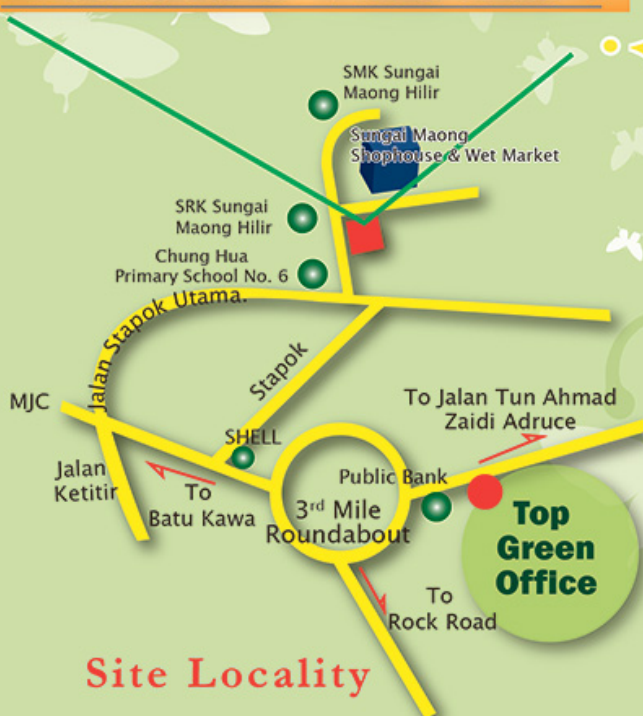 SMK Sungai
Maong Hilir
Sungai Maong
Shophouse & Wet Market
SRK Sungai
Maong Hilir
Chung Hua
Primary School No. 6
Jalan Stapok Utama.
Stapok
MJC
To Jalan Tun Ahmad
Zaidi Adruce
SHELL
Jalan
Ketitir
To
Batu Kawa
Public Bank
3rd Mile
Roundabout
Top
Green
Office
To
Rock Road
Site Locality